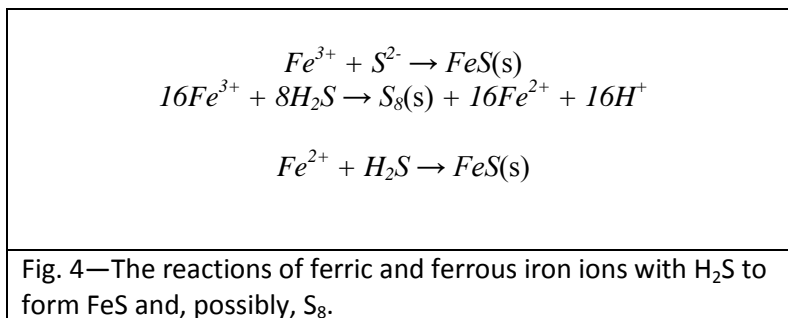 Fe³⁺ + S²⁻ → FeS(s)
16Fe³⁺ + 8H₂S → S₈(s) + 16Fe²⁺ + 16H⁺
Fe²⁺ + H₂S → FeS(s)
Fig. 4—The reactions of ferric and ferrous iron ions with H₂S to
form FeS and, possibly, S₈.